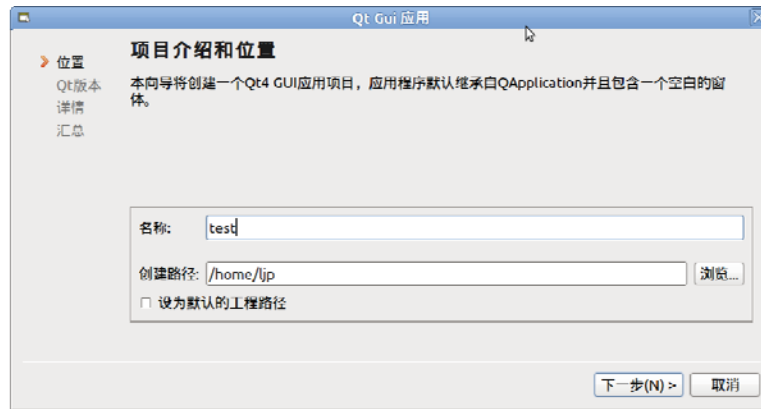 Qt Gui 应用
位置
Qt版本
详情
汇总
项目介绍和位置
本向导将创建一个Qt4 GUI应用项目，应用程序默认继承自QApplication并且包含一个空白的窗
体。
名称: test
创建路径: /home/ljp 浏览...
设为默认的工程路径
下一步(N) > 取消